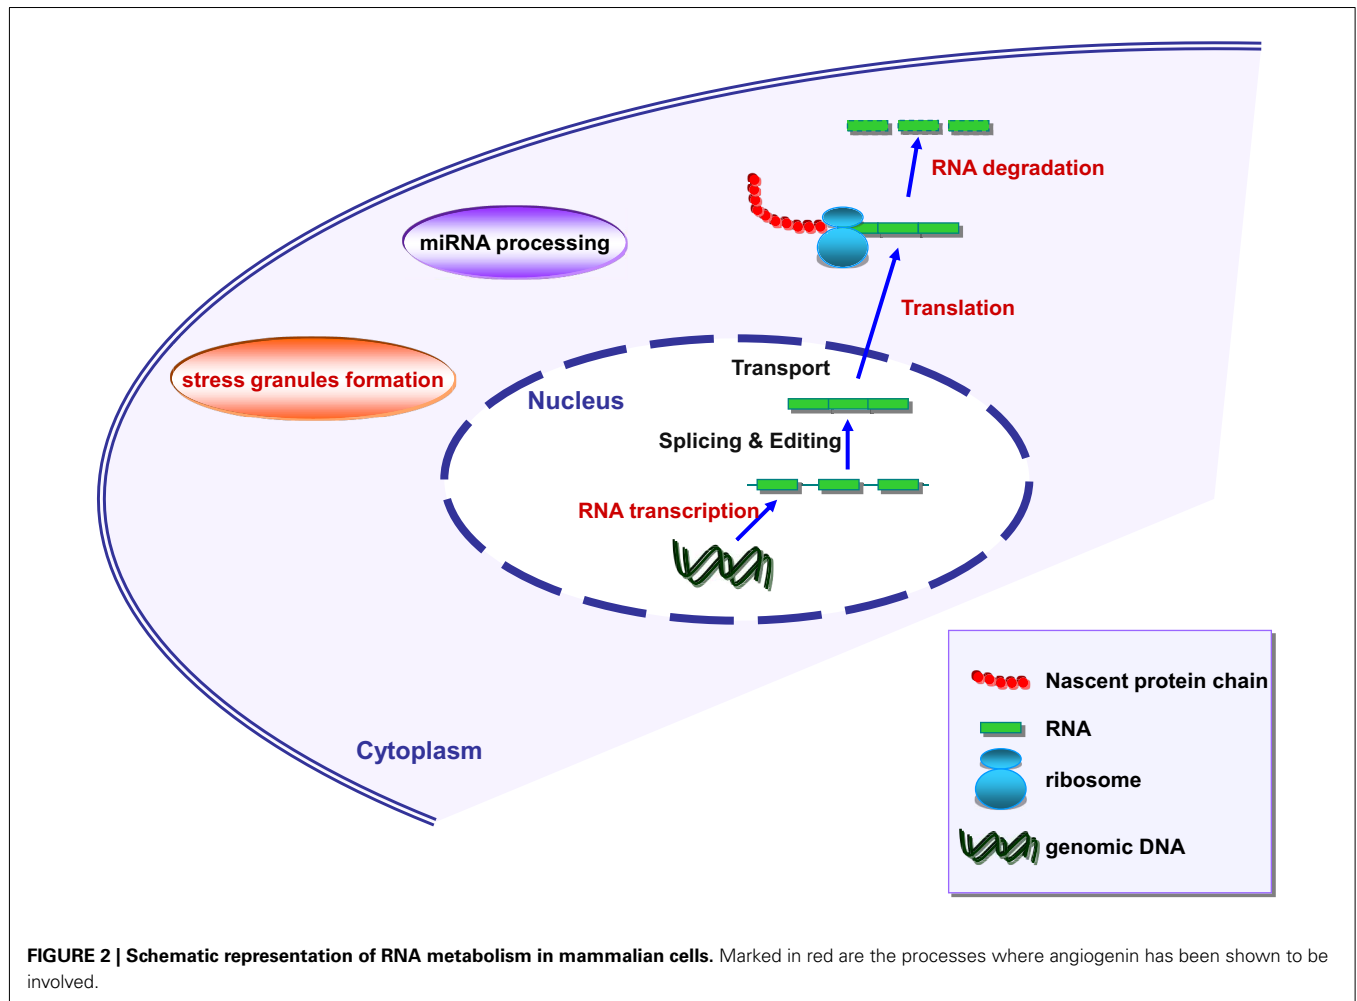 RNA degradation
miRNA processing
Translation
stress granules formation
Transport
Nucleus
Splicing & Editing
RNA transcription
Cytoplasm
Nascent protein chain
RNA
ribosome
genomic DNA
FIGURE 2 | Schematic representation of RNA metabolism in mammalian cells. Marked in red are the processes where angiogenin has been shown to be
involved.